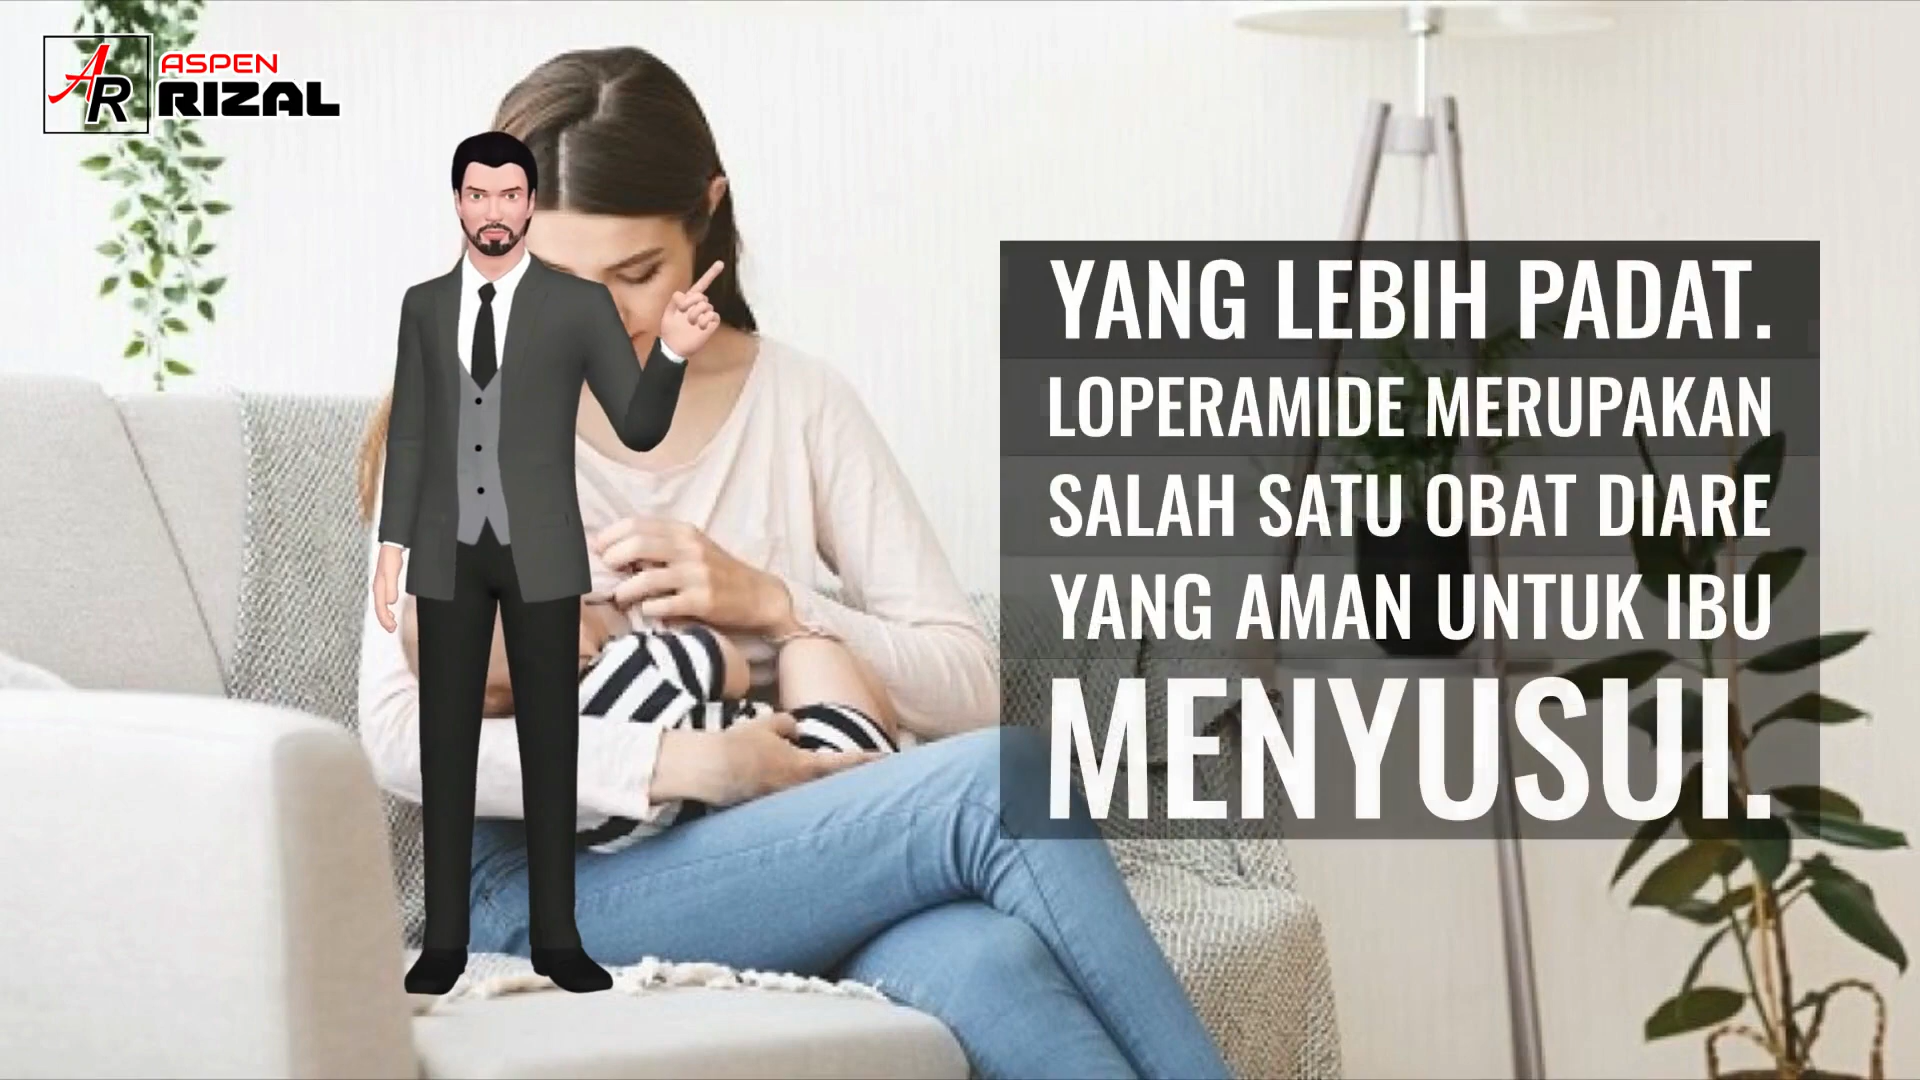 AR
ASPEN
RIZAL
YANG LEBIH PADAT.
LOPERAMIDE MERUPAKAN
SALAH SATU OBAT DIARE
YANG AMAN UNTUK IBU
MENYUSUI.